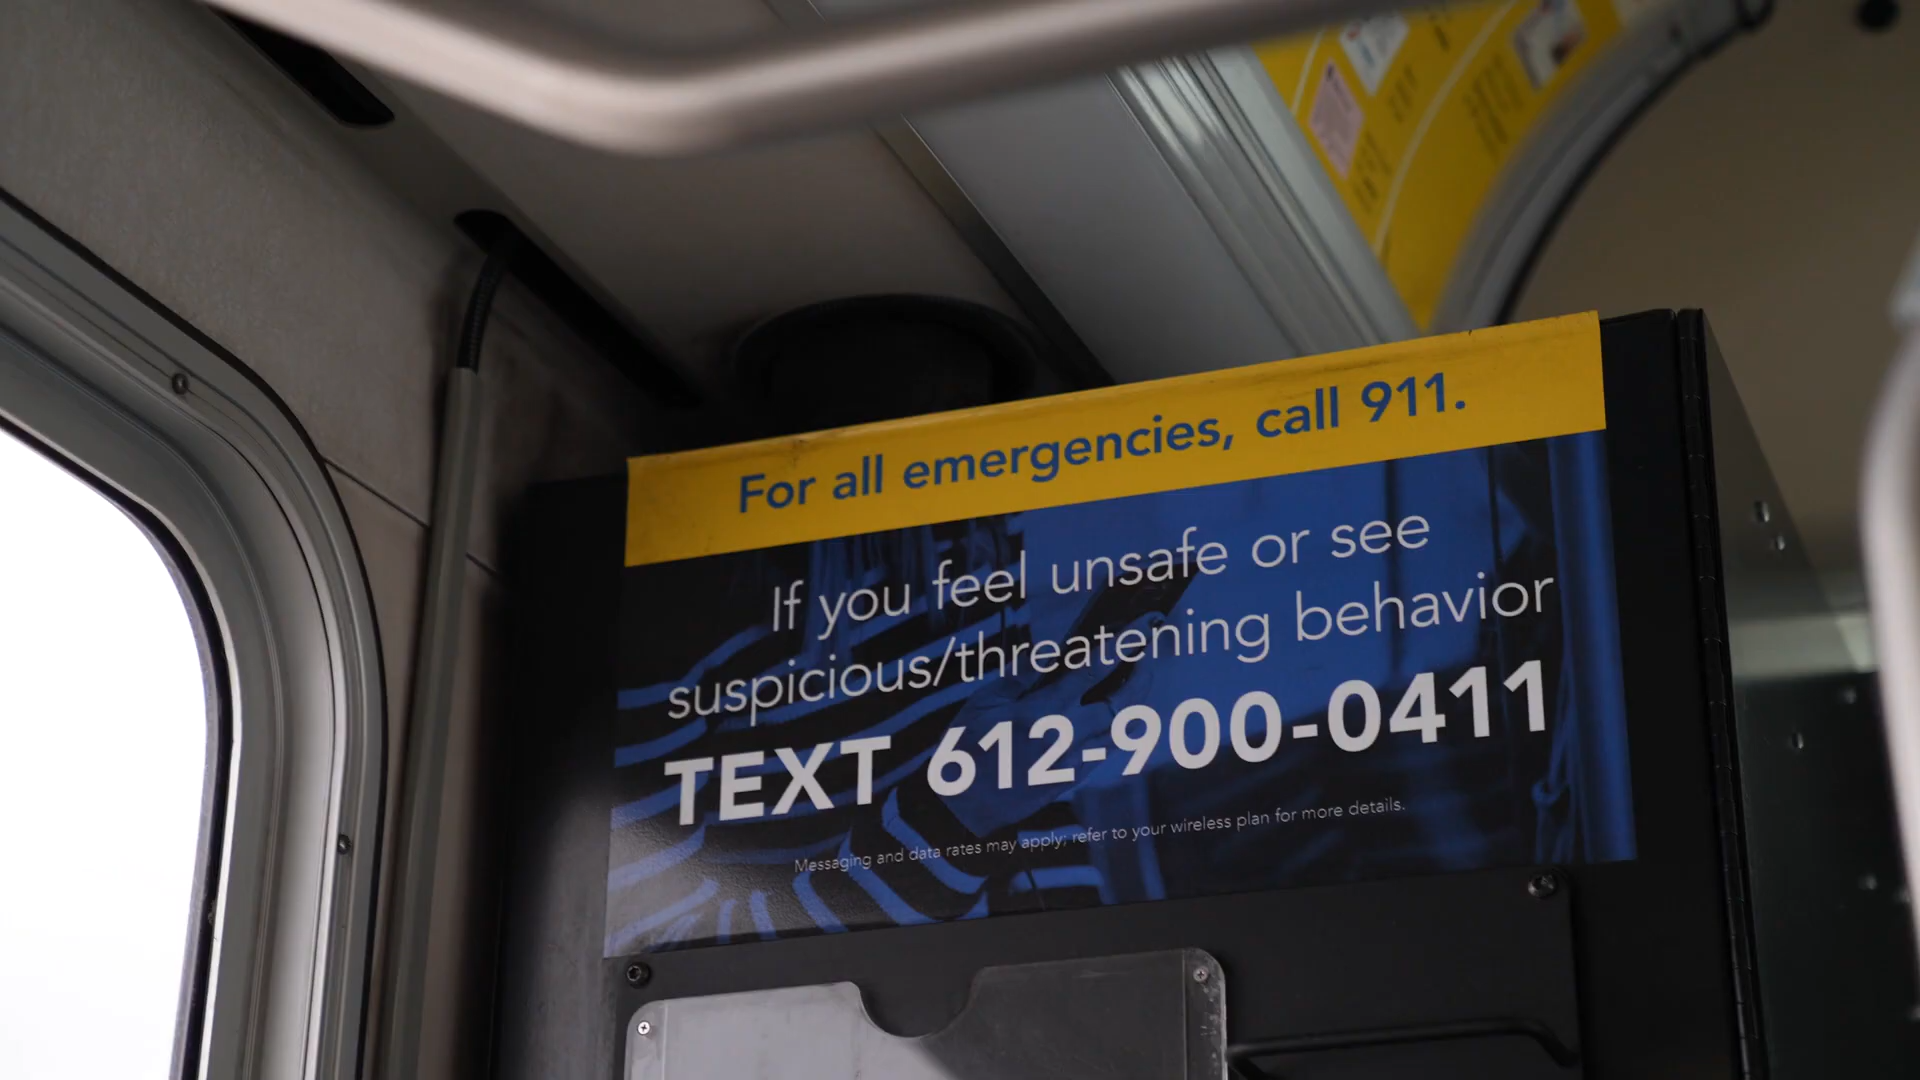 For all emergencies, call 911.
If you feel unsafe or see
suspicious/threatening behavior
TEXT 612-900-0411
Messaging and data rates may apply; refer to your wireless plan for more details.